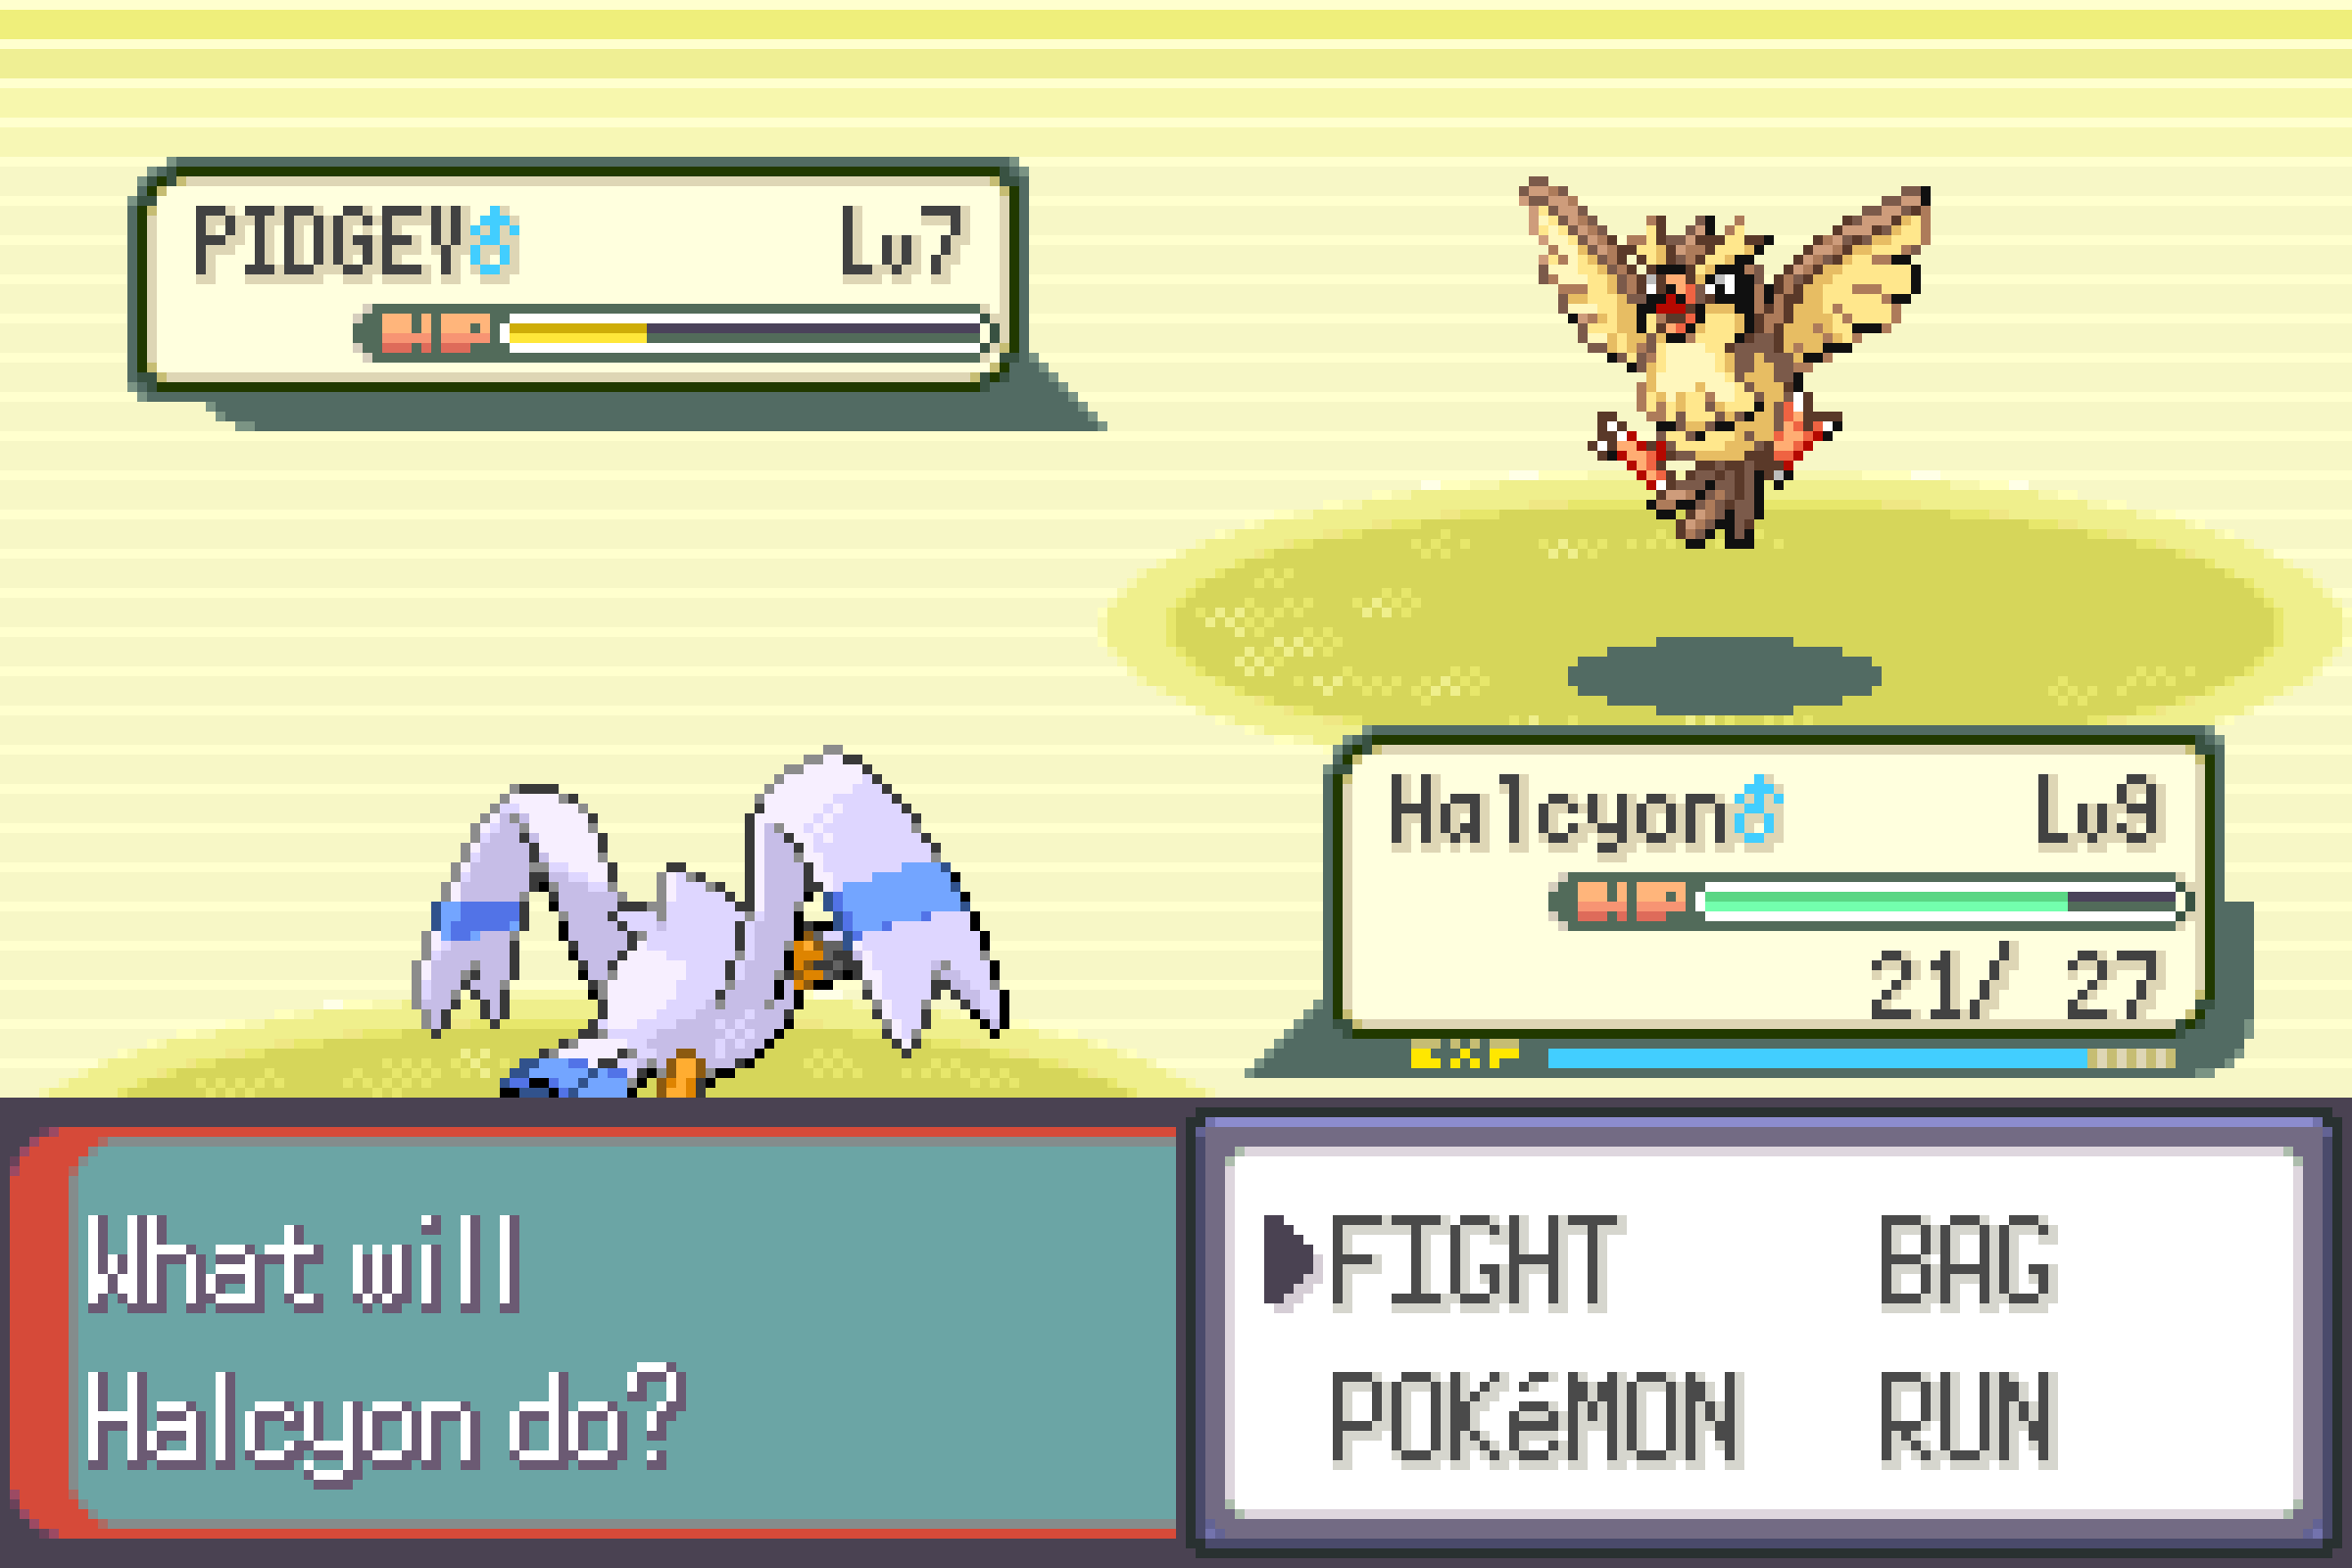 PIDGEY♂ Lv7
HP
Halcyon♂ Lv9
HP
21/ 27
EXP
What will
Halcyon do?
▶FIGHT BAG
POKéMON RUN